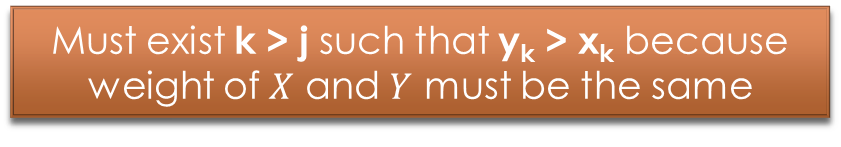 Must exist k > j such that yₖ > xₖ because
weight of X and Y must be the same